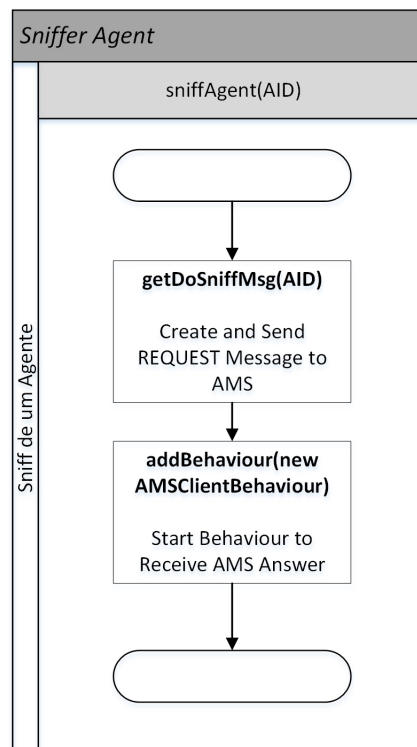 Sniffer Agent
sniffAgent(AID)
Sniff de um Agente
getDoSniffMsg(AID)
Create and Send
REQUEST Message to
AMS
addBehaviour(new
AMSClientBehaviour)
Start Behaviour to
Receive AMS Answer